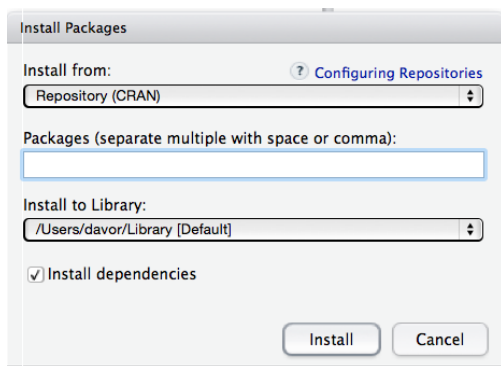 Install Packages
Install from:
? Configuring Repositories
Repository (CRAN)
Packages (separate multiple with space or comma):
Install to Library:
/Users/davor/Library [Default]
Install dependencies
Install
Cancel